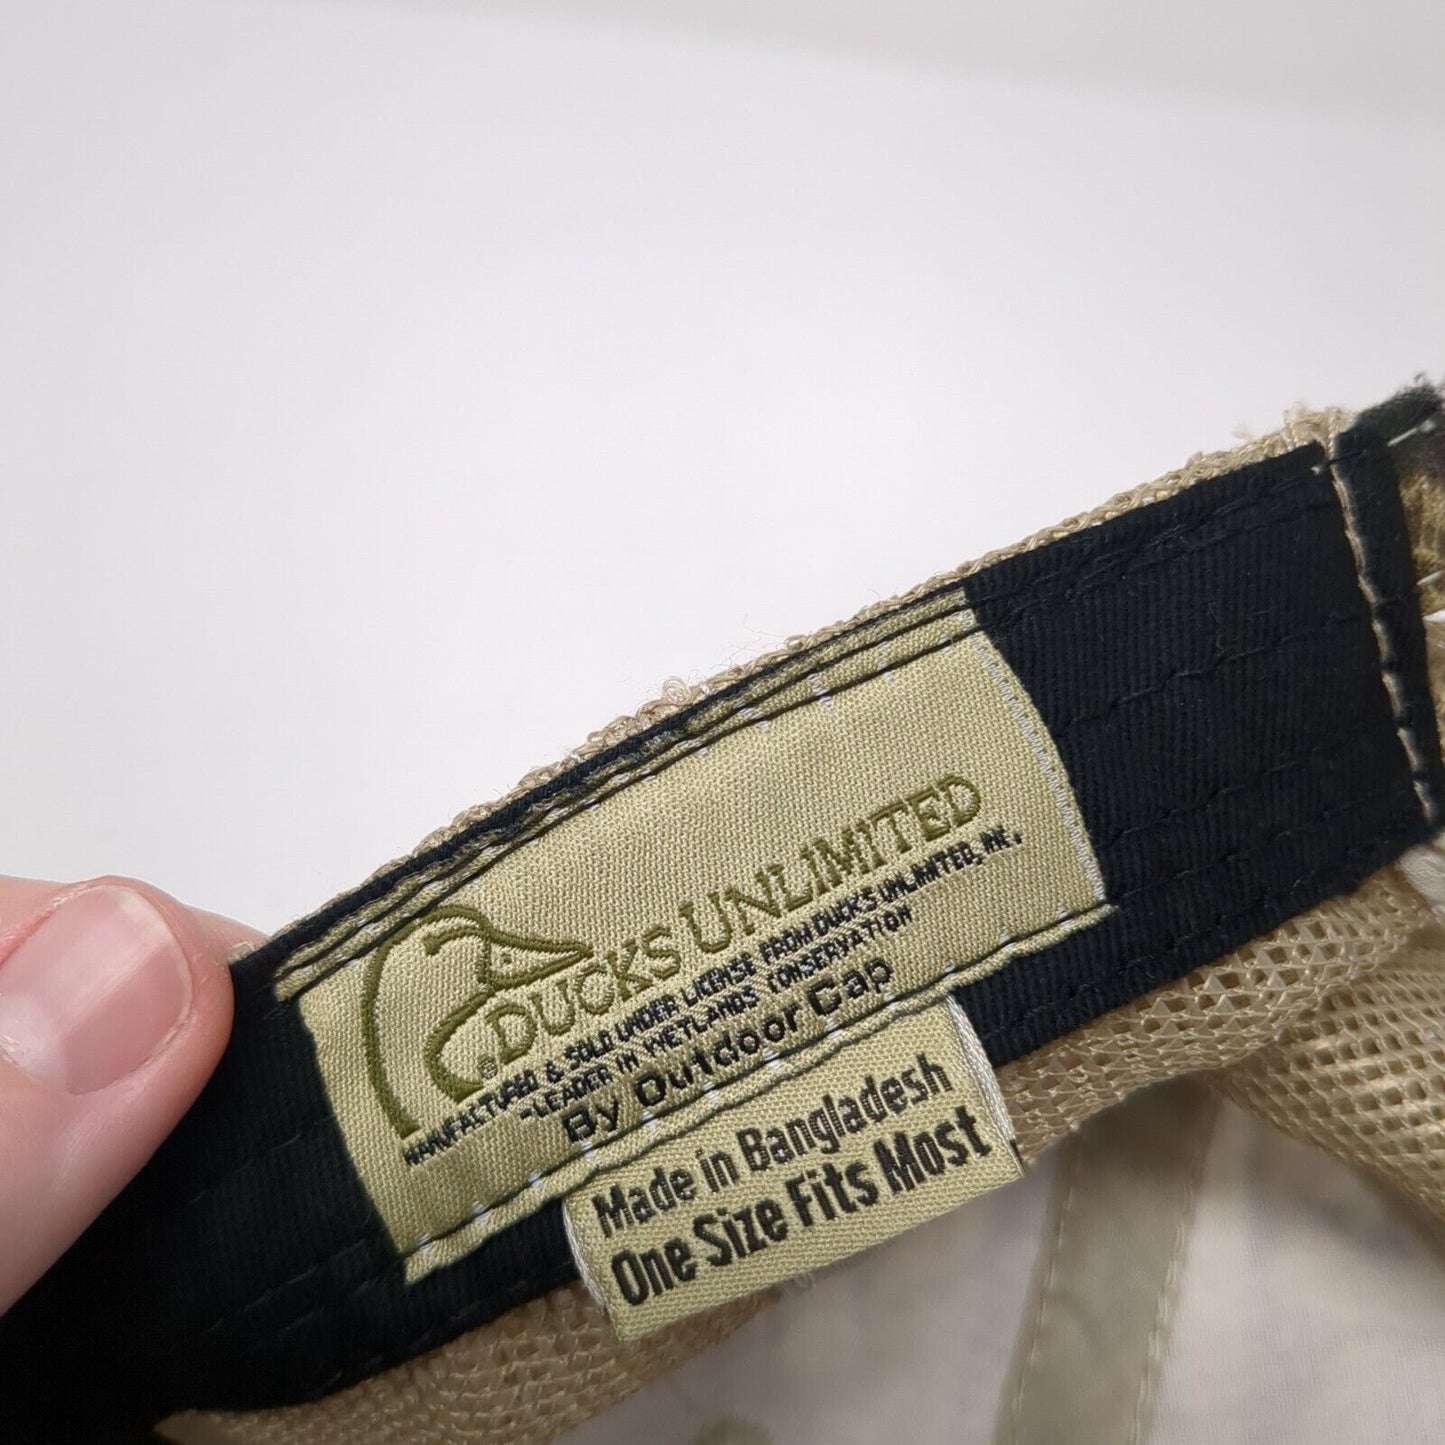 DUCKS UNLIMITED
MANUFACTURED & SOLD UNDER LICENSE FROM DUCKS UNLIMITED, INC.
-LEADER IN WETLANDS CONSERVATION
By Outdoor Cap
Made in Bangladesh
One Size Fits Most